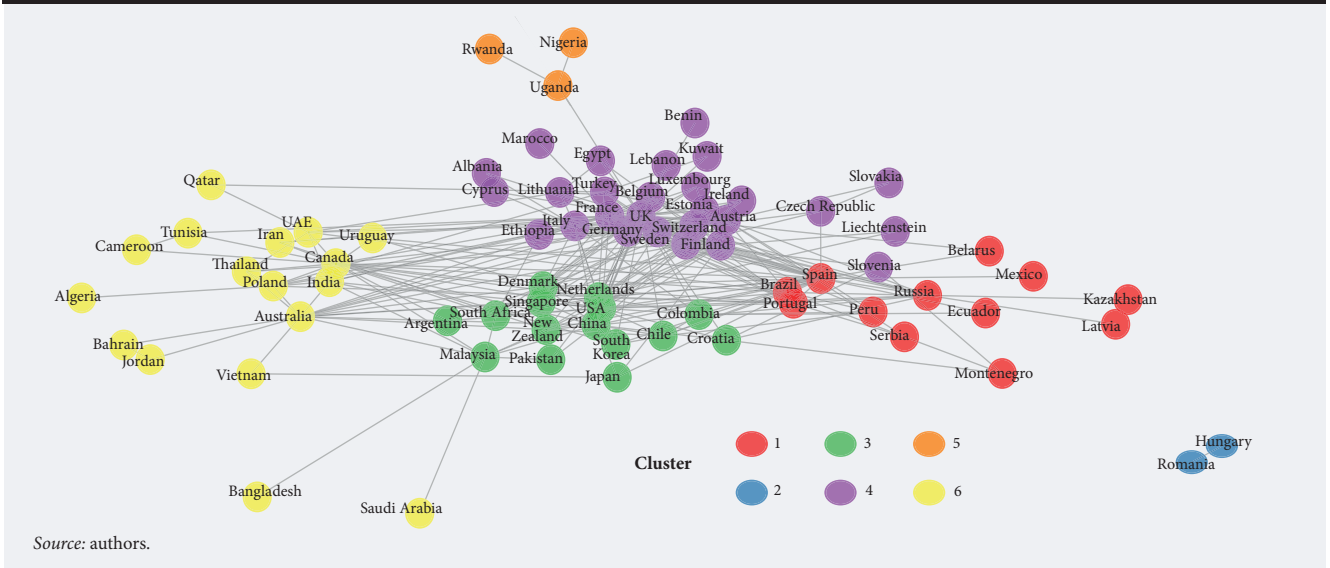 Rwanda
Nigeria
Uganda
Benin
Marocco
Egypt
Lebanon
Kuwait
Albania
Cyprus
Lithuania
Turkey
Belgium
Luxembourg
Estonia
Ireland
Slovakia
Qatar
France
UK
Austria
Czech Republic
Tunisia
UAE
Iran
Uruguay
Ethiopia
Italy
Germany
Switzerland
Sweden
Finland
Liechtenstein
Cameroon
Thailand
Canada
Slovenia
Belarus
Poland
India
Denmark
Netherlands
Brazil
Spain
Mexico
Algeria
Singapore
USA
Portugal
Russia
Kazakhstan
Australia
South Africa
Argentina
New
Zealand
China
Colombia
Peru
Ecuador
Latvia
Bahrain
Jordan
Malaysia
Pakistan
South
Korea
Chile
Croatia
Serbia
Vietnam
Japan
Montenegro
Hungary
Romania
Bangladesh
Saudi Arabia
Cluster
1
3
5
2
4
6
Source: authors.